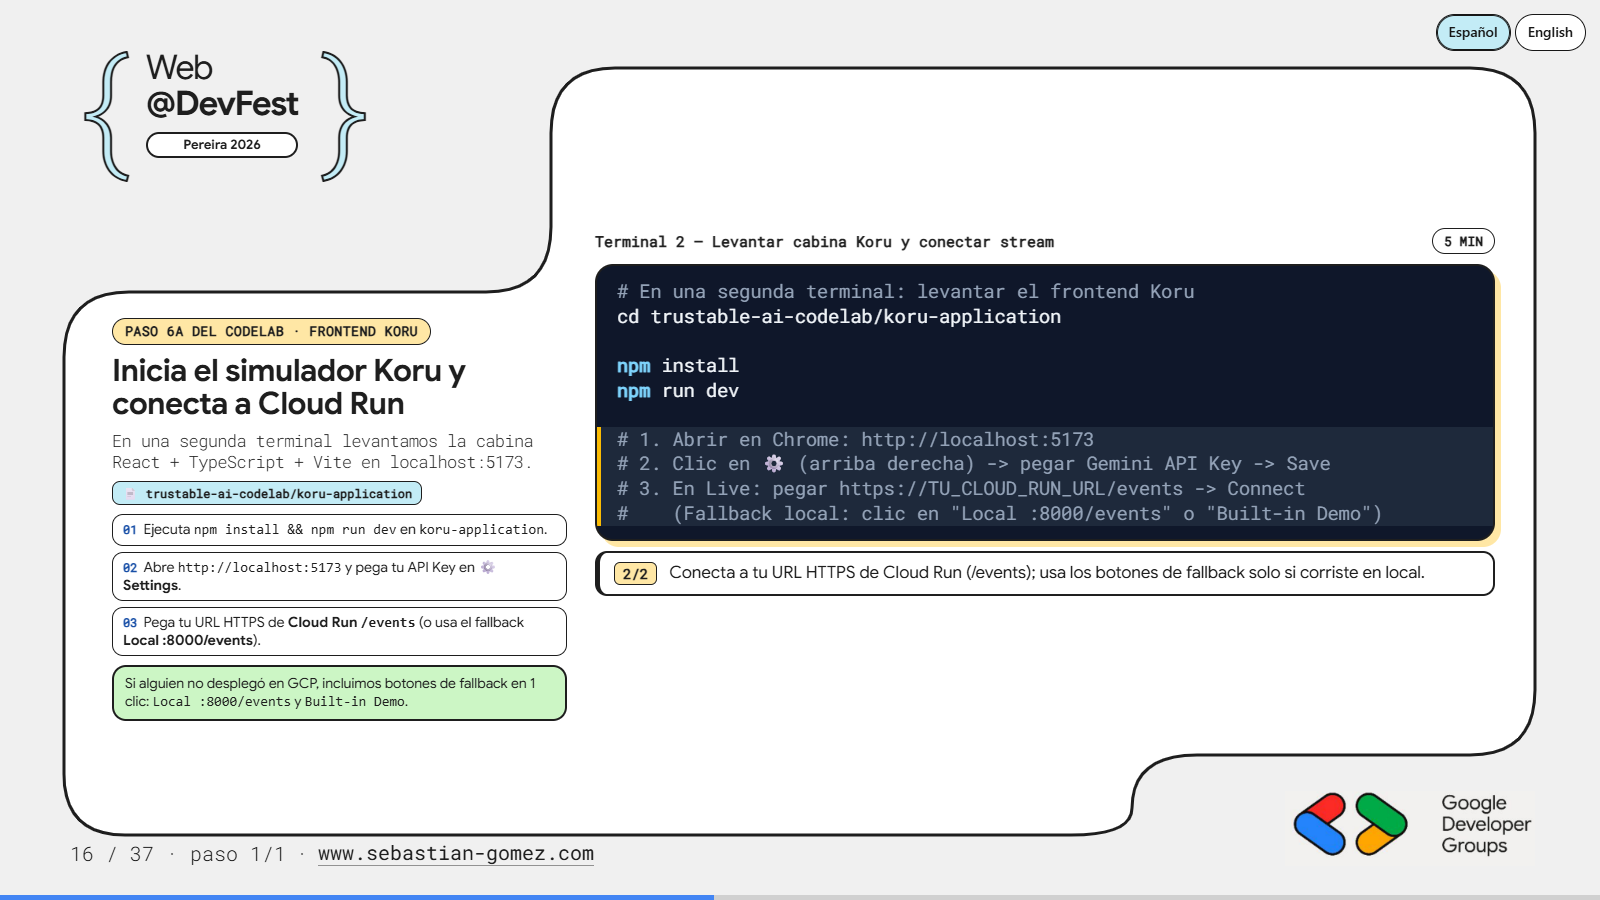 Español English
Web
@DevFest
Pereira 2026
PASO 6A DEL CODELAB · FRONTEND KORU
Inicia el simulador Koru y
conecta a Cloud Run
En una segunda terminal levantamos la cabina
React + TypeScript + Vite en localhost:5173.
trustable-ai-codelab/koru-application
01 Ejecuta npm install && npm run dev en koru-application.
02 Abre http://localhost:5173 y pega tu API Key en ⚙️
Settings.
03 Pega tu URL HTTPS de Cloud Run /events (o usa el fallback
Local :8000/events).
Si alguien no desplegó en GCP, incluimos botones de fallback en 1
clic: Local :8000/events y Built-in Demo.
Terminal 2 — Levantar cabina Koru y conectar stream
5 MIN
# En una segunda terminal: levantar el frontend Koru
cd trustable-ai-codelab/koru-application
npm install
npm run dev
# 1. Abrir en Chrome: http://localhost:5173
# 2. Clic en ⚙️ (arriba derecha) -> pegar Gemini API Key -> Save
# 3. En Live: pegar https://TU_CLOUD_RUN_URL/events -> Connect
#    (Fallback local: clic en "Local :8000/events" o "Built-in Demo")
2/2 Conecta a tu URL HTTPS de Cloud Run (/events); usa los botones de fallback solo si corriste en local.
16 / 37 · paso 1/1 · www.sebastian-gomez.com
Google
Developer
Groups